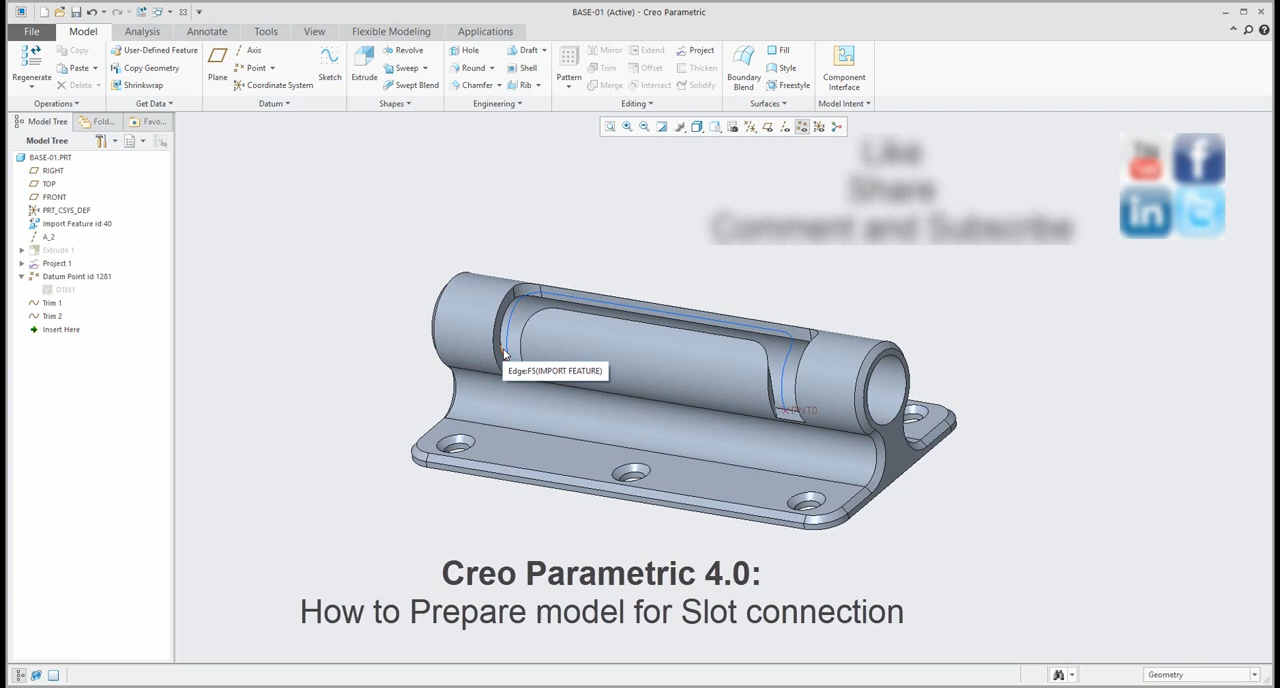 BASE-01 (Active) - Creo Parametric
File Model Analysis Annotate Tools View Flexible Modeling Applications
Regenerate
Copy
Paste
Delete
Operations
User-Defined Feature
Copy Geometry
Shrinkwrap
Get Data
Plane
Axis
Point
Coordinate System
Sketch
Datum
Extrude
Revolve
Sweep
Swept Blend
Shapes
Hole
Round
Chamfer
Draft
Shell
Rib
Engineering
Pattern
Mirror
Trim
Merge
Extend
Offset
Intersect
Project
Thicken
Solidify
Editing
Boundary
Blend
Fill
Style
Freestyle
Surfaces
Component
Interface
Model Intent
Model Tree Fold... Favo...
Model Tree
BASE-01.PRT
RIGHT
TOP
FRONT
PRT_CSYS_DEF
Import Feature id 40
A_2
Extrude 1
Project 1
Datum Point id 1281
DTM1
Trim 1
Trim 2
Insert Here
Like
Share
Comment and Subscribe
in
Edge:F5(IMPORT FEATURE)
PNT0
Creo Parametric 4.0:
How to Prepare model for Slot connection
Geometry